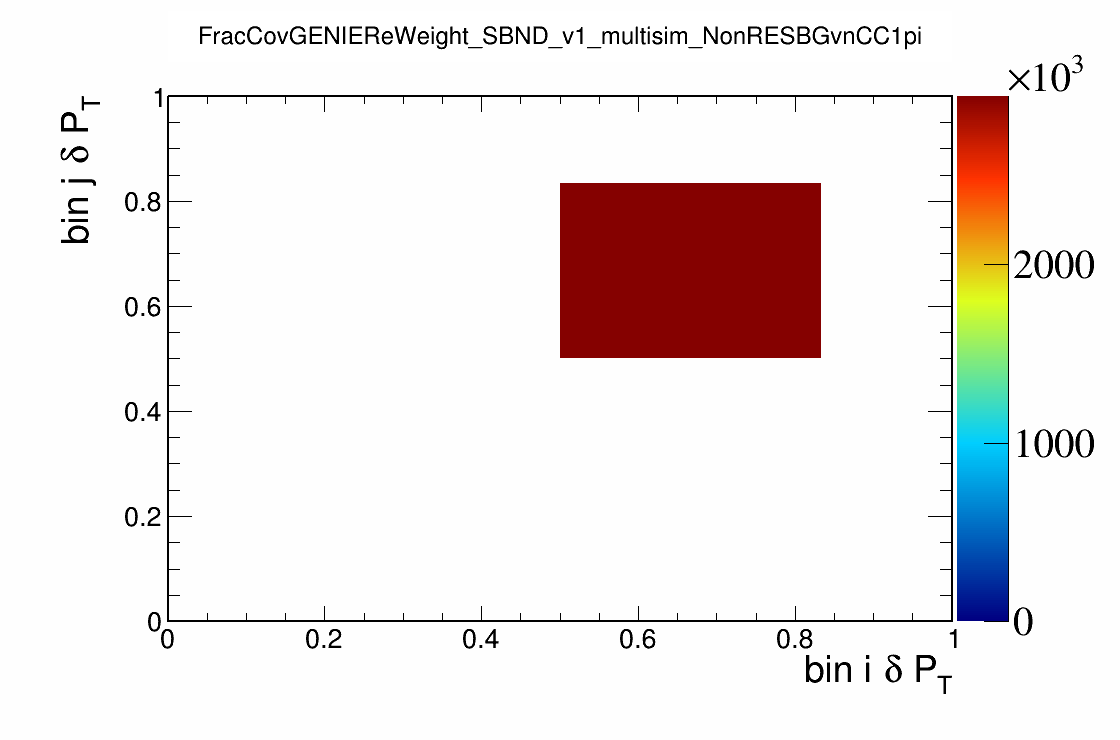 FracCovGENIEReWeight_SBND_v1_multisim_NonRESBGvnCC1pi
×10³
bin j δ P_T
1
0.8
0.6
0.4
0.2
0
0 0.2 0.4 0.6 0.8 1
bin i δ P_T
2000
1000
0